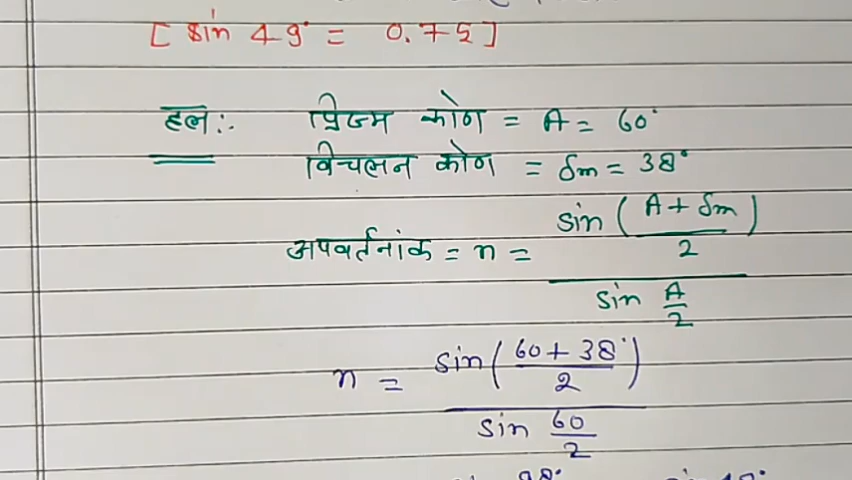 [ sin 49° = 0.75 ]
हल:- प्रिज्म कोण = A = 60°
विचलन कोण = δm = 38°
अपवर्तनांक = n = sin ( A + δm / 2 ) / sin A/2
n = sin ( 60 + 38° / 2 ) / sin 60/2